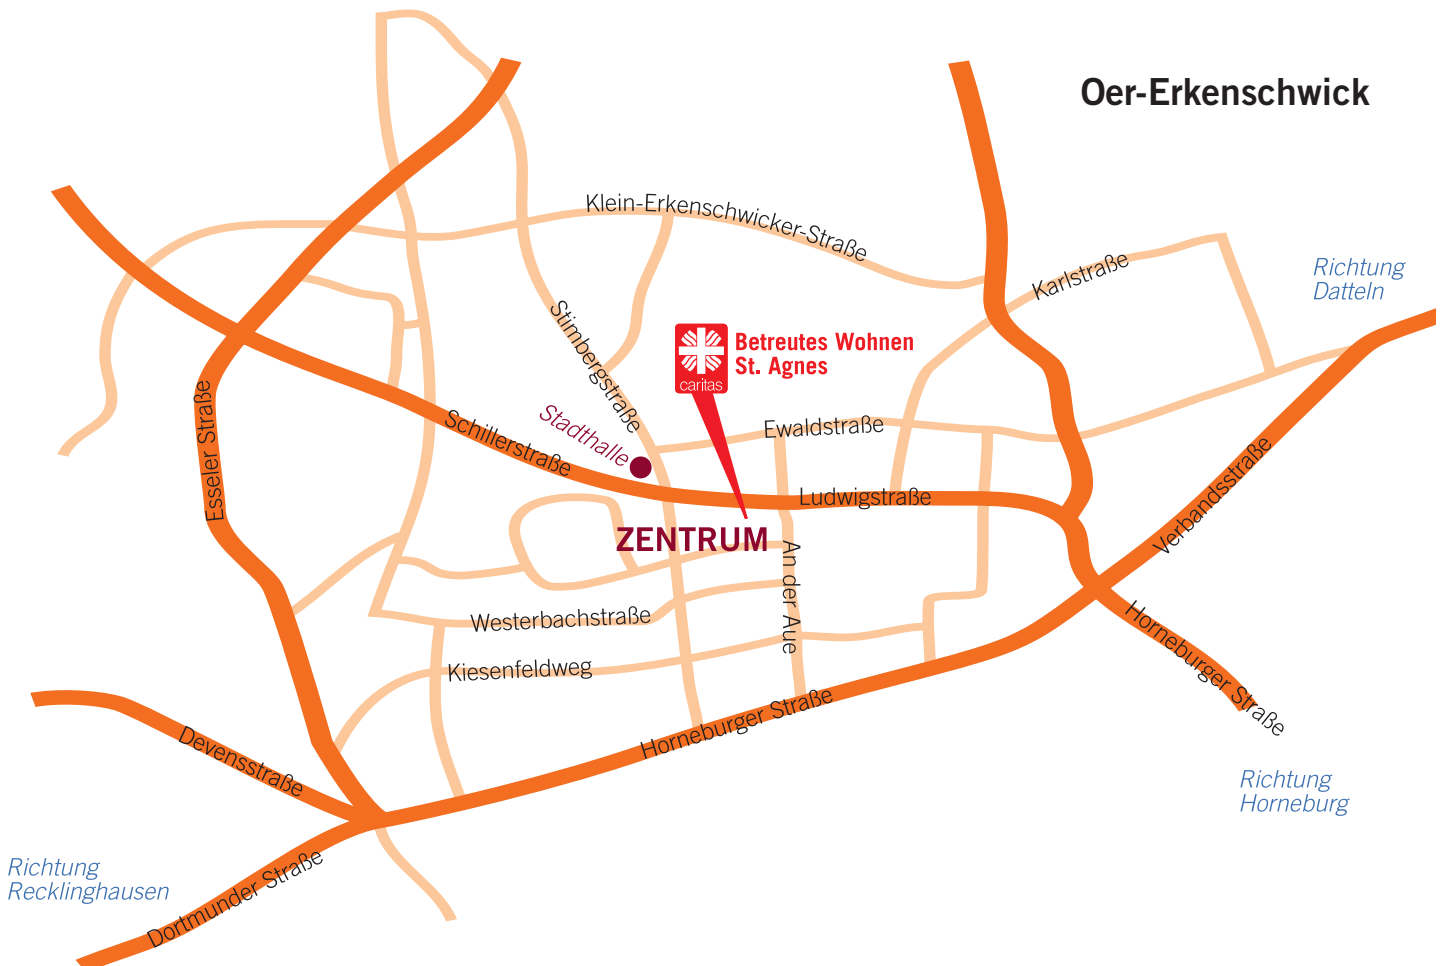 Oer-Erkenschwick
Klein-Erkenschwicker-Straße
Karlstraße
Richtung
Datteln
Stimbergstraße
Betreutes Wohnen
St. Agnes
caritas
Esseler Straße
Schillerstraße
Stadthalle
Ewaldstraße
Ludwigstraße
Verbandsstraße
ZENTRUM
An der Aue
Westerbachstraße
Kiesenfeldweg
Horneburger Straße
Horneburger Straße
Devensstraße
Richtung
Horneburg
Richtung
Recklinghausen
Dortmunder Straße